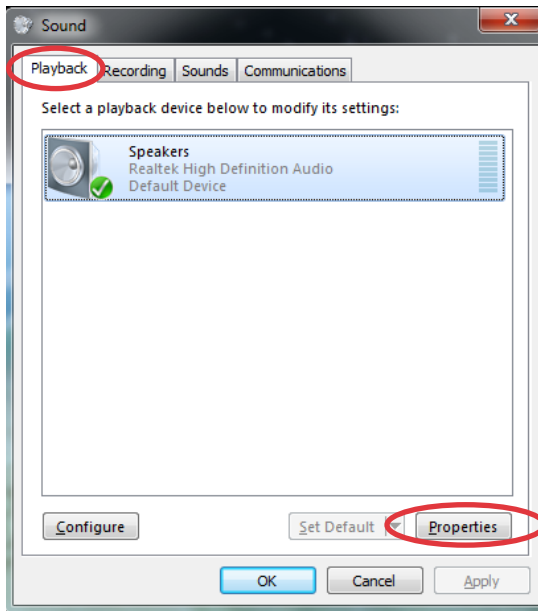 Sound
Playback Recording Sounds Communications
Select a playback device below to modify its settings:
Speakers
Realtek High Definition Audio
Default Device
Configure Set Default Properties
OK Cancel Apply